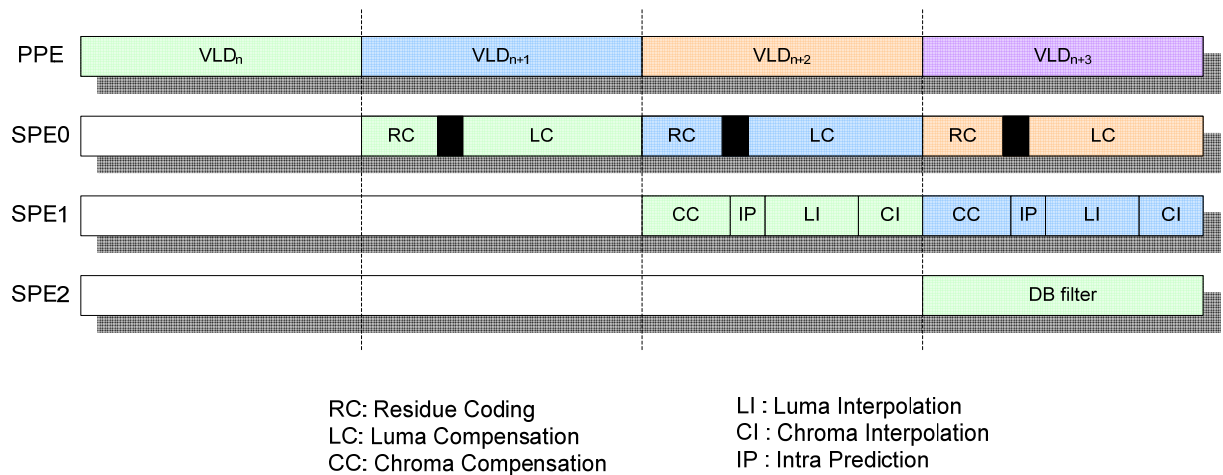 PPE VLDn VLDn+1 VLDn+2 VLDn+3
SPE0 RC LC RC LC RC LC
SPE1 CC IP LI CI CC IP LI CI
SPE2 DB filter
RC: Residue Coding
LC: Luma Compensation
CC: Chroma Compensation
LI : Luma Interpolation
CI : Chroma Interpolation
IP : Intra Prediction